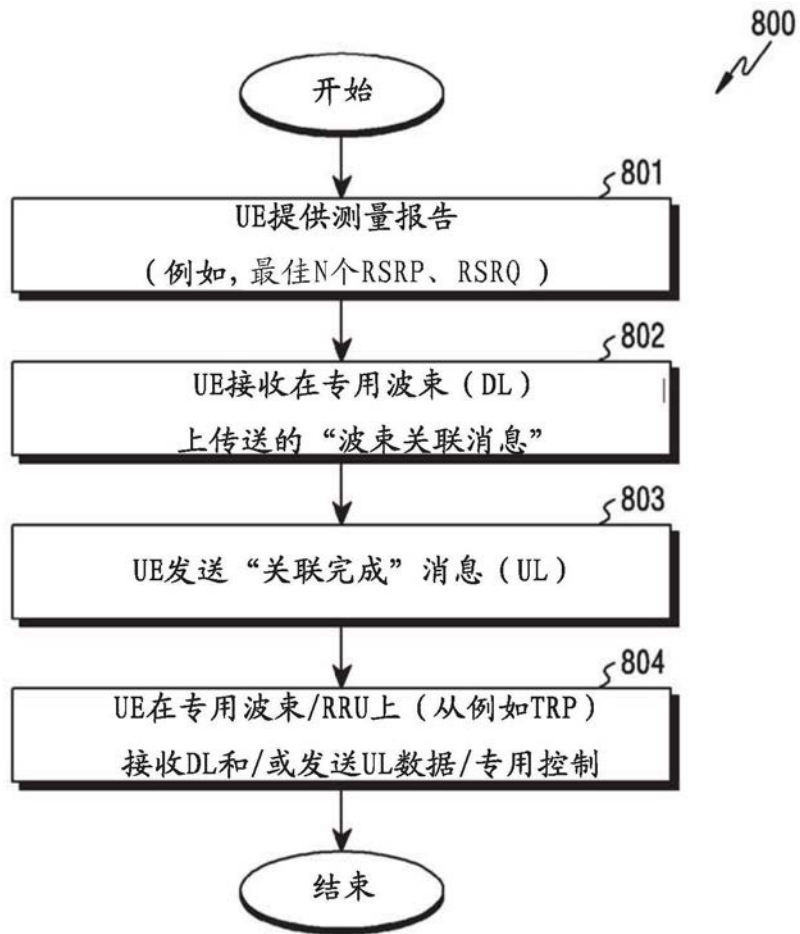 800
开始
801
UE提供测量报告
(例如,最佳N个RSRP、RSRQ)
802
UE接收在专用波束(DL)
上传送的“波束关联消息”
803
UE发送“关联完成”消息(UL)
804
UE在专用波束/RRU上(从例如TRP)
接收DL和/或发送UL数据/专用控制
结束